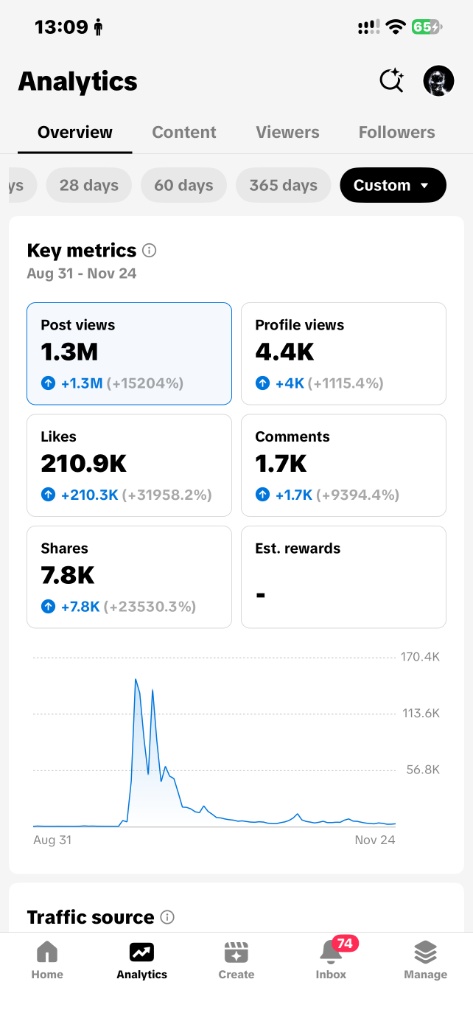 13:09
65
Analytics
Overview Content Viewers Followers
ys 28 days 60 days 365 days Custom
Key metrics
Aug 31 - Nov 24
Post views
1.3M
+1.3M (+15204%)
Profile views
4.4K
+4K (+1115.4%)
Likes
210.9K
+210.3K (+31958.2%)
Comments
1.7K
+1.7K (+9394.4%)
Shares
7.8K
+7.8K (+23530.3%)
Est. rewards
-
170.4K
113.6K
56.8K
Aug 31 Nov 24
Traffic source
74
Home Analytics Create Inbox Manage